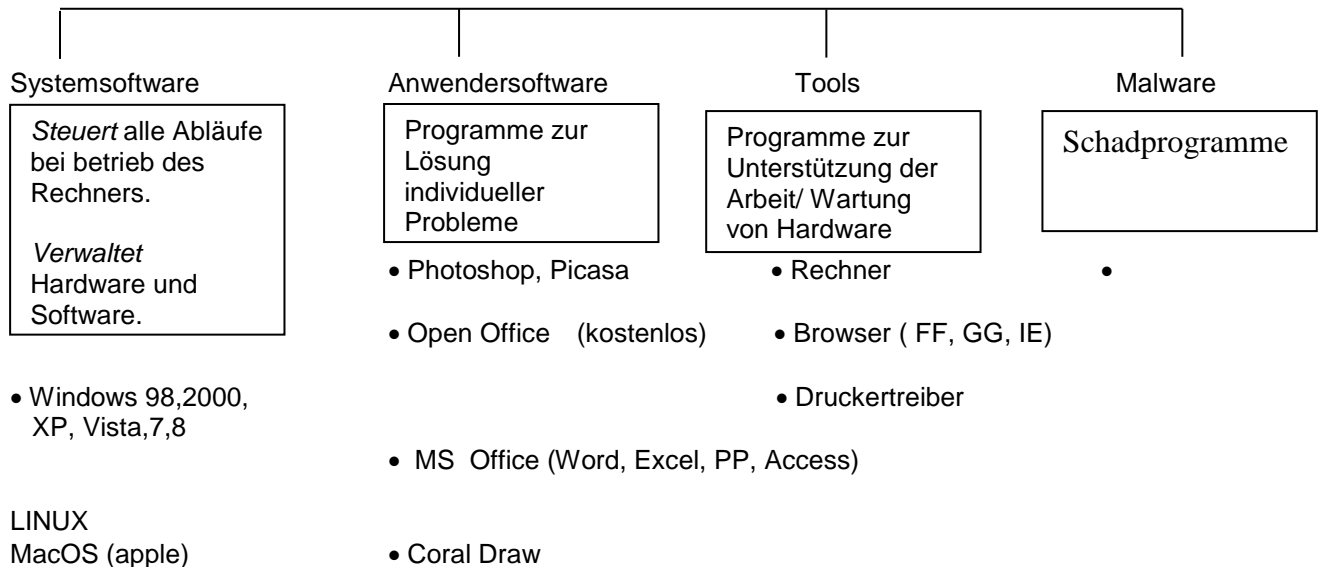 Systemsoftware
Steuert alle Abläufe
bei betrieb des
Rechners.
Verwaltet
Hardware und
Software.
• Windows 98,2000,
XP, Vista,7,8
LINUX
MacOS (apple)
Anwendersoftware
Programme zur
Lösung
individueller
Probleme
• Photoshop, Picasa
• Open Office (kostenlos)
• MS Office (Word, Excel, PP, Access)
• Coral Draw
Tools
Programme zur
Unterstützung der
Arbeit/ Wartung
von Hardware
• Rechner
• Browser ( FF, GG, IE)
• Druckertreiber
Malware
Schadprogramme
•